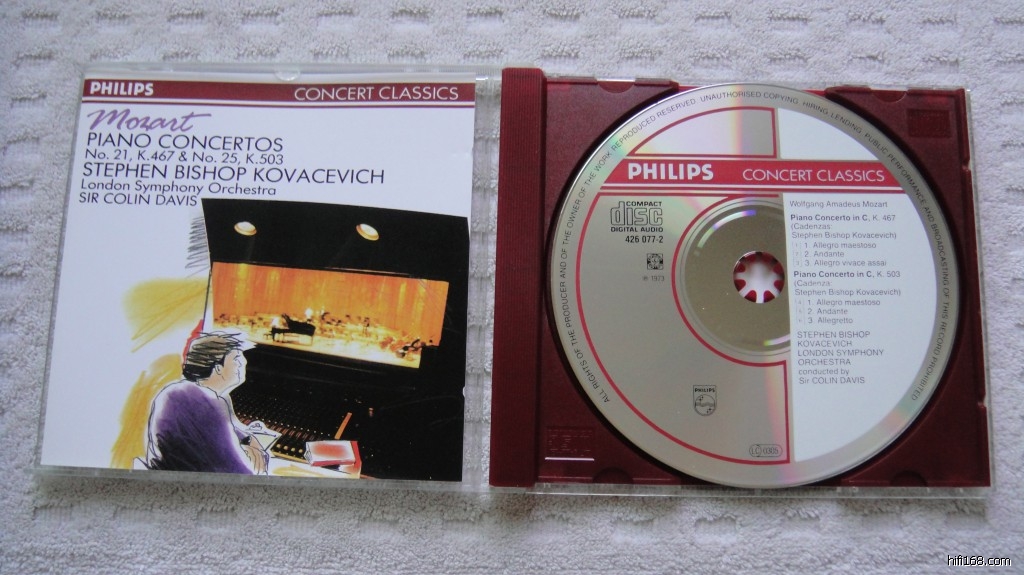 PHILIPS
CONCERT CLASSICS
Mozart
PIANO CONCERTOS
No. 21, K.467 & No. 25, K.503
STEPHEN BISHOP KOVACEVICH
London Symphony Orchestra
SIR COLIN DAVIS
ALL RIGHTS OF THE PRODUCER AND OF THE OWNER OF THE WORK REPRODUCED RESERVED. UNAUTHORISED COPYING, HIRING, LENDING, PUBLIC PERFORMANCE AND BROADCASTING OF THIS RECORD PROHIBITED
PHILIPS
CONCERT CLASSICS
COMPACT
disc
DIGITAL AUDIO
426 077-2
℗ 1973
Wolfgang Amadeus Mozart
Piano Concerto in C, K. 467
(Cadenzas:
Stephen Bishop Kovacevich)
1. Allegro maestoso
2. Andante
3. Allegro vivace assai
Piano Concerto in C, K. 503
(Cadenza:
Stephen Bishop Kovacevich)
1. Allegro maestoso
2. Andante
3. Allegretto
STEPHEN BISHOP
KOVACEVICH
LONDON SYMPHONY
ORCHESTRA
conducted by
Sir COLIN DAVIS
PHILIPS
LC 0305
hifi168.com